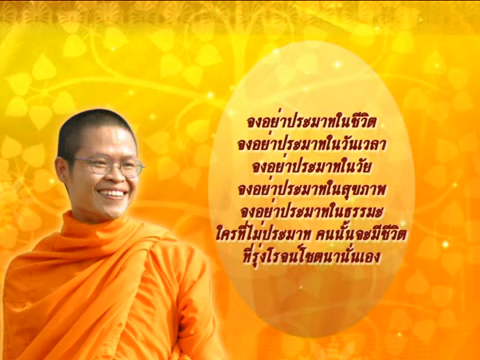 จงอย่าประมาทในชีวิต
จงอย่าประมาทในวันเวลา
จงอย่าประมาทในวัย
จงอย่าประมาทในสุขภาพ
จงอย่าประมาทในธรรมะ
ใครที่ไม่ประมาท คนนั้นจะมีชีวิต
ที่รุ่งโรจน์โชตนานั่นเอง